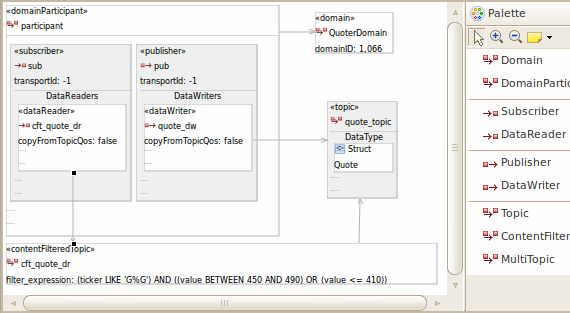 «domainParticipant»
participant
«subscriber»
sub
transportId: -1
DataReaders
«dataReader»
cft_quote_dr
copyFromTopicQos: false
«publisher»
pub
transportId: -1
DataWriters
«dataWriter»
quote_dw
copyFromTopicQos: false
«domain»
QuoterDomain
domainID: 1,066
«topic»
quote_topic
DataType
Struct
Quote
«contentFilteredTopic»
cft_quote_dr
filter_expression: (ticker LIKE 'G%G') AND ((value BETWEEN 450 AND 490) OR (value <= 410))
Palette
Domain
DomainPartic
Subscriber
DataReader
Publisher
DataWriter
Topic
ContentFilter
MultiTopic